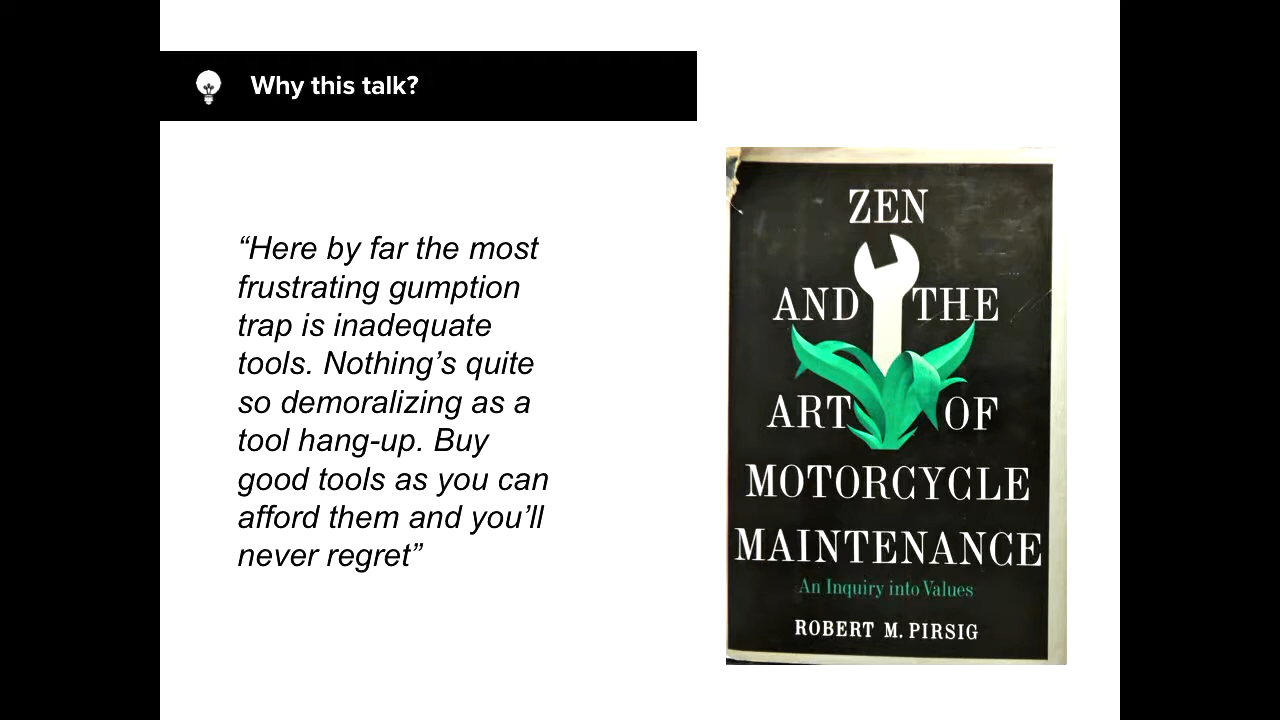 Why this talk?
“Here by far the most
frustrating gumption
trap is inadequate
tools. Nothing’s quite
so demoralizing as a
tool hang-up. Buy
good tools as you can
afford them and you’ll
never regret”
ZEN
AND THE
ART OF
MOTORCYCLE
MAINTENANCE
An Inquiry into Values
ROBERT M. PIRSIG